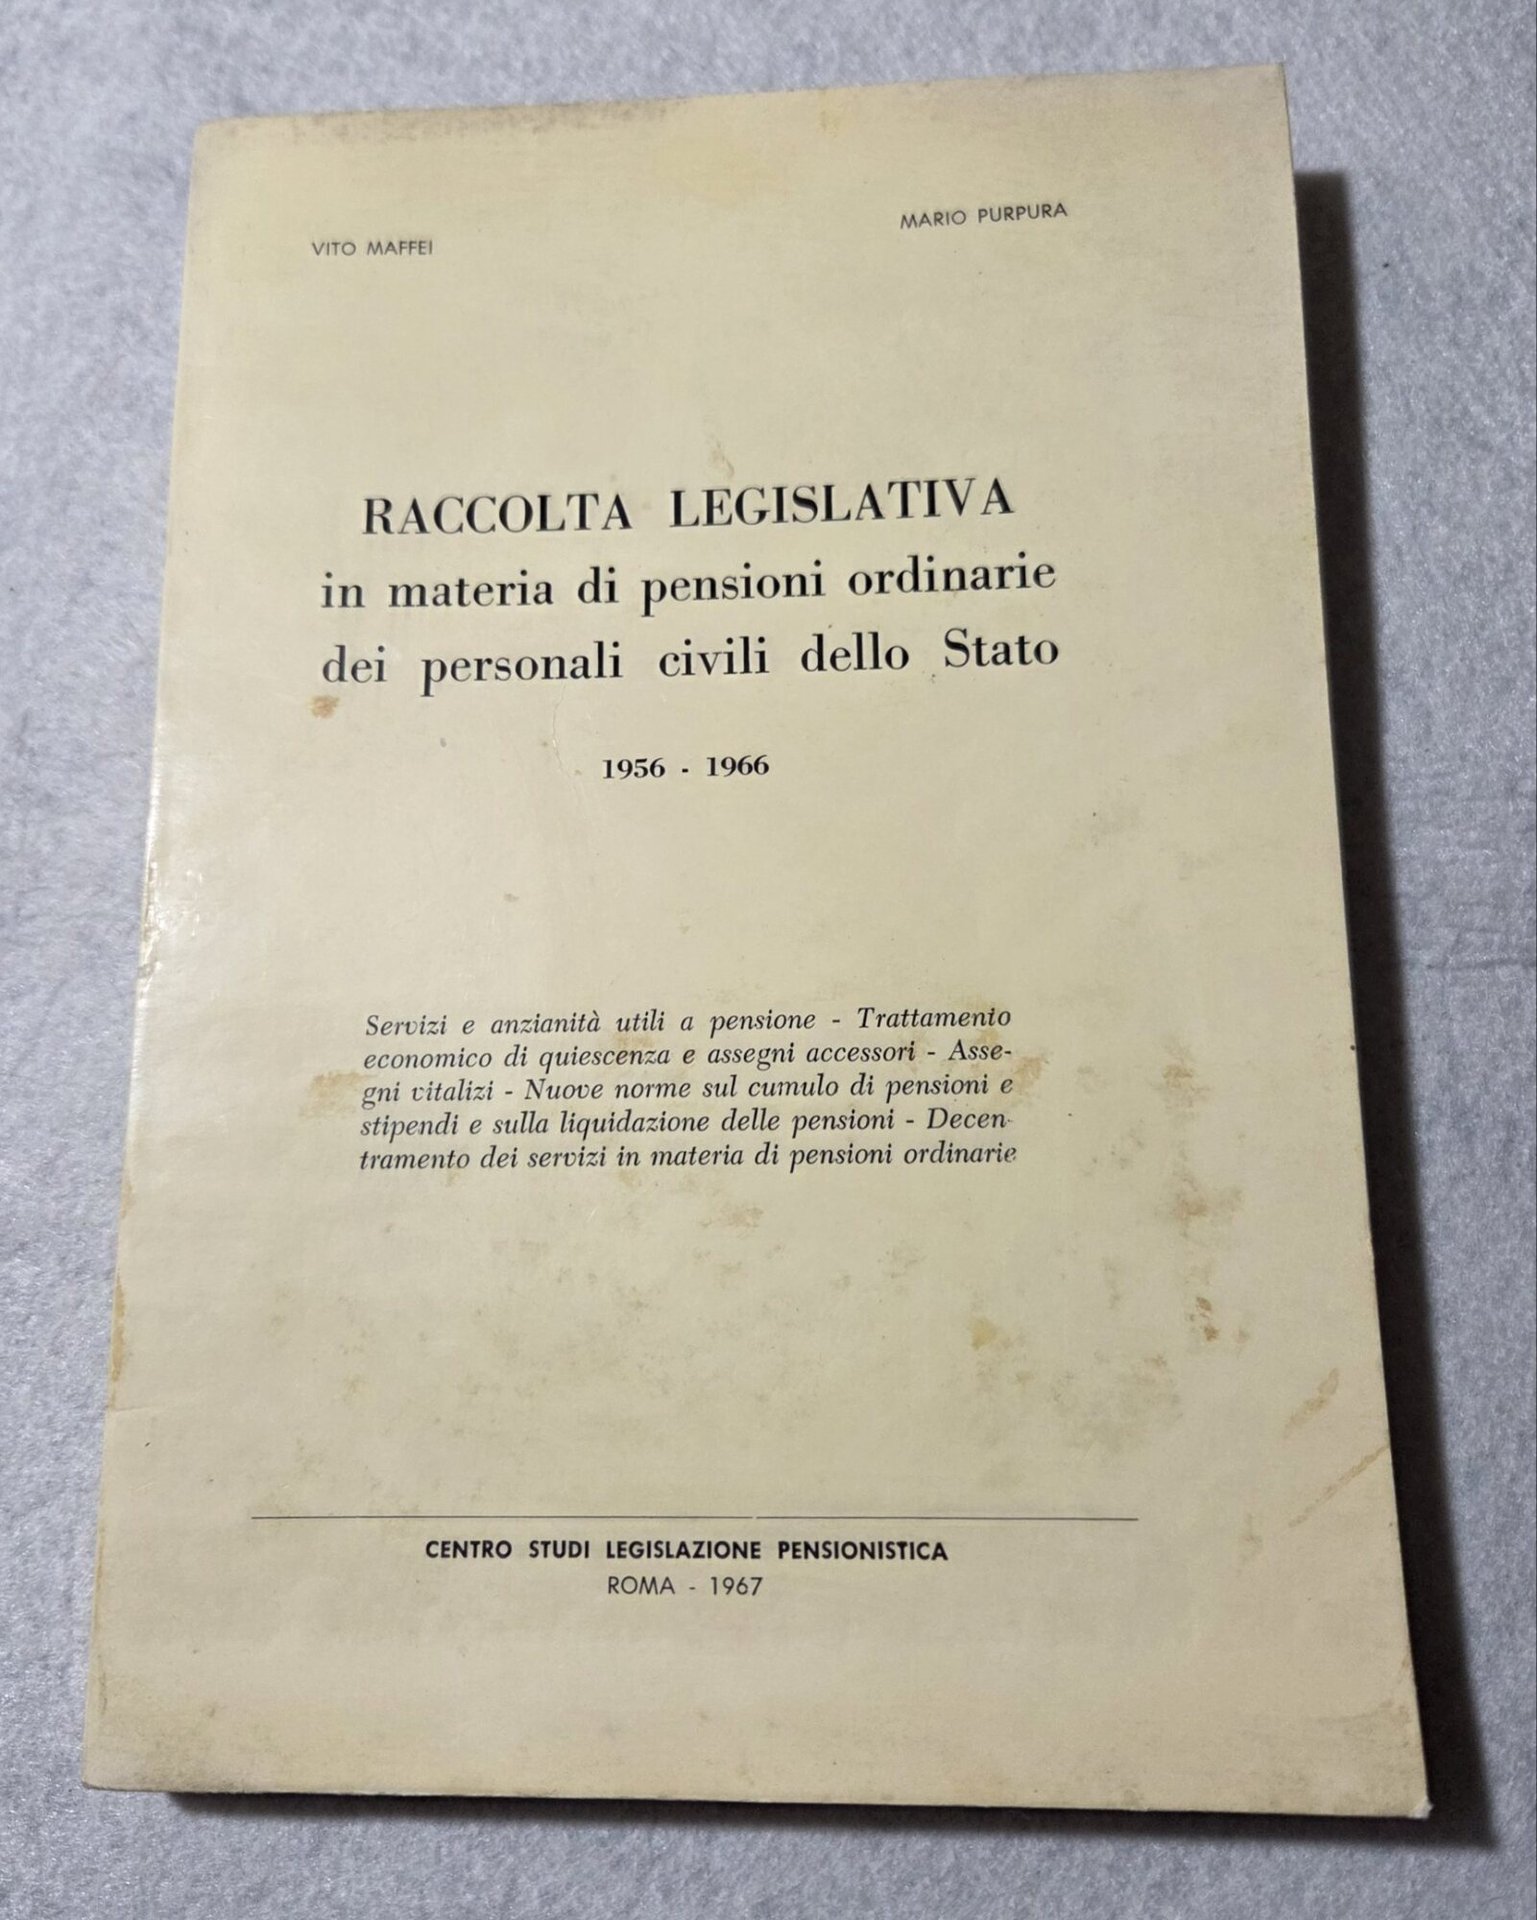 VITO MAFFEI
MARIO PURPURA
RACCOLTA LEGISLATIVA
in materia di pensioni ordinarie
dei personali civili dello Stato
1956 - 1966
Servizi e anzianità utili a pensione - Trattamento
economico di quiescenza e assegni accessori - Asse-
gni vitalizi - Nuove norme sul cumulo di pensioni e
stipendi e sulla liquidazione delle pensioni - Decen-
tramento dei servizi in materia di pensioni ordinarie
CENTRO STUDI LEGISLAZIONE PENSIONISTICA
ROMA - 1967